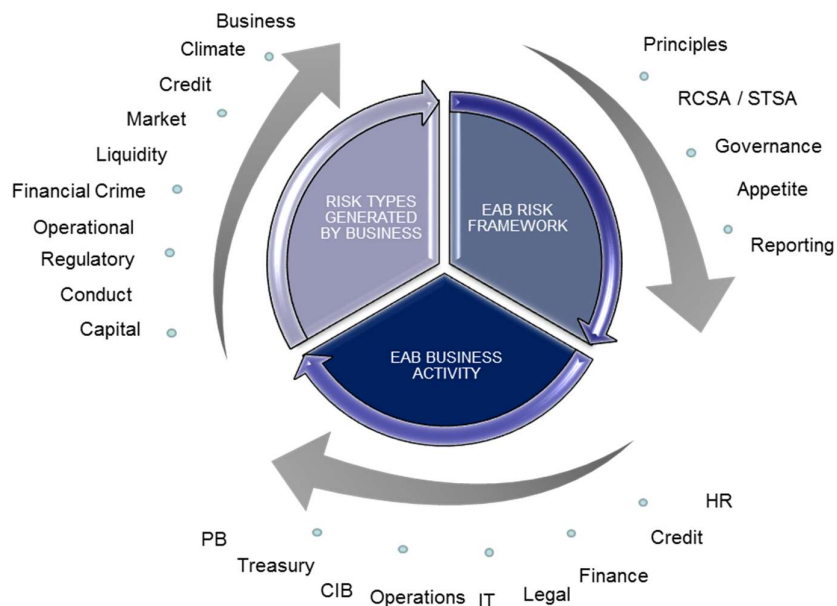 Business
Climate
Credit
Market
Liquidity
Financial Crime
Operational
Regulatory
Conduct
Capital
RISK TYPES
GENERATED
BY BUSINESS
EAB RISK
FRAMEWORK
EAB BUSINESS
ACTIVITY
Principles
RCSA / STSA
Governance
Appetite
Reporting
HR
Credit
Finance
Legal
IT
Operations
CIB
Treasury
PB